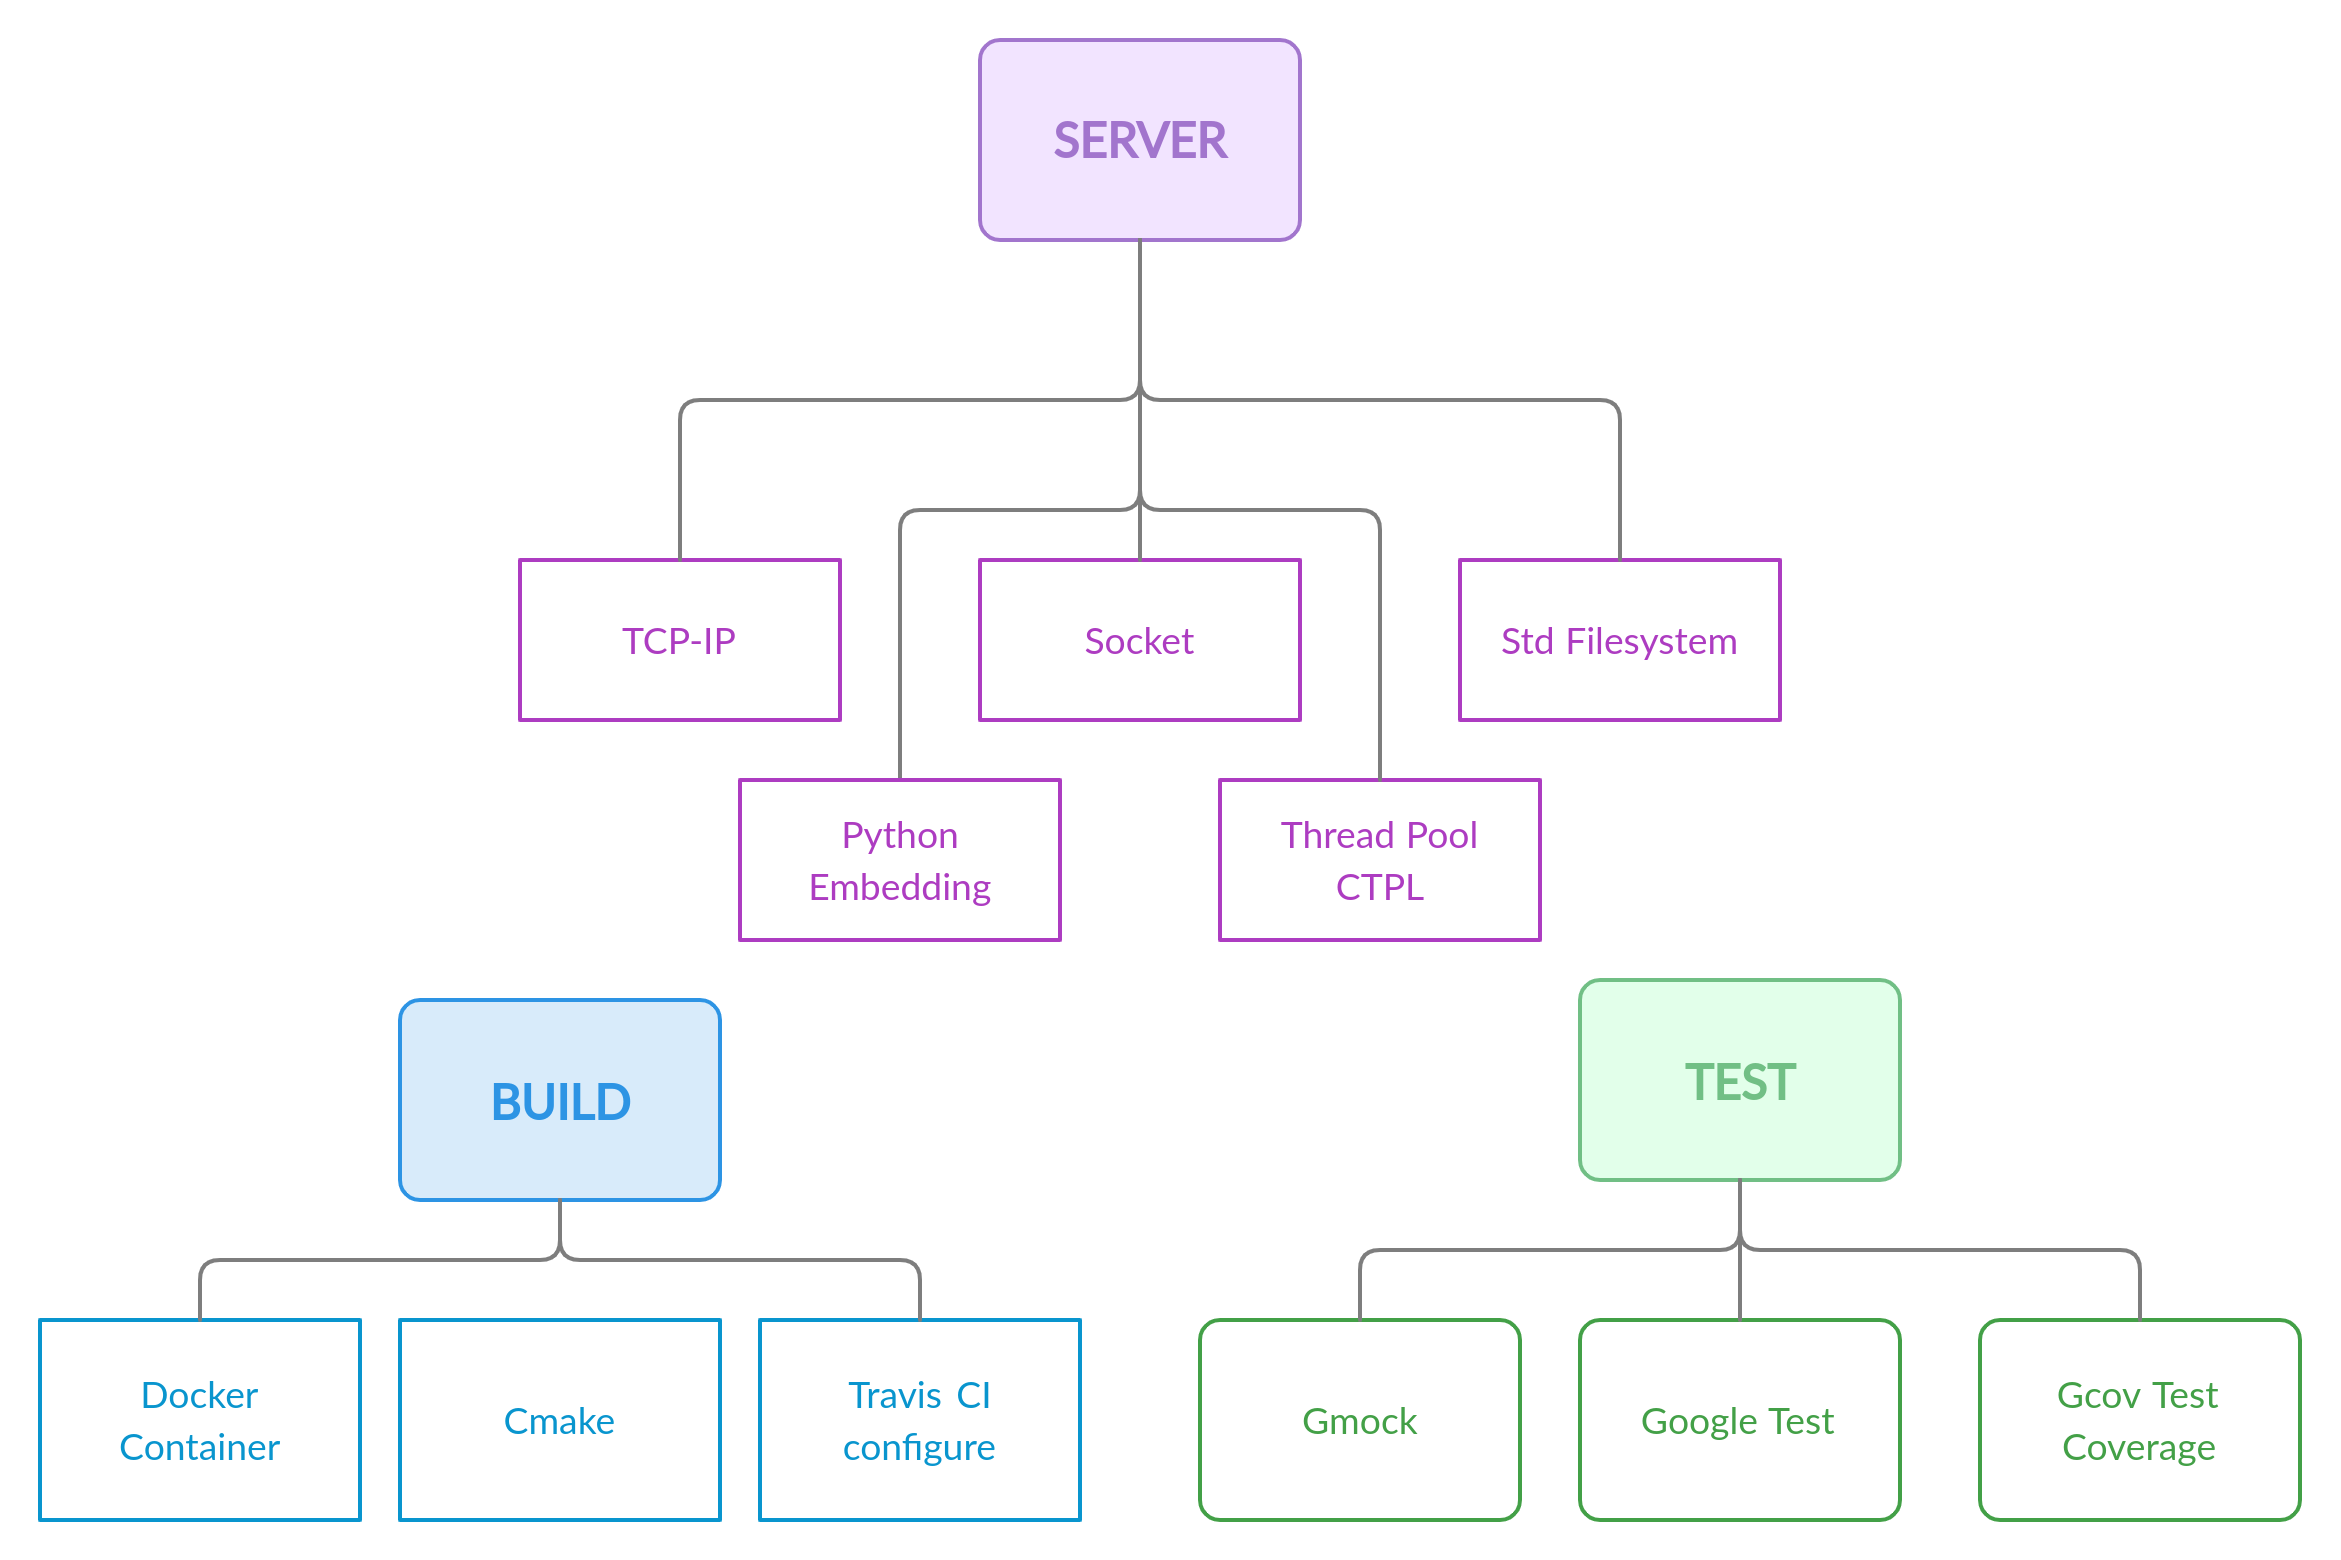 SERVER
TCP-IP
Socket
Std Filesystem
Python
Embedding
Thread Pool
CTPL
BUILD
TEST
Docker
Container
Cmake
Travis CI
configure
Gmock
Google Test
Gcov Test
Coverage